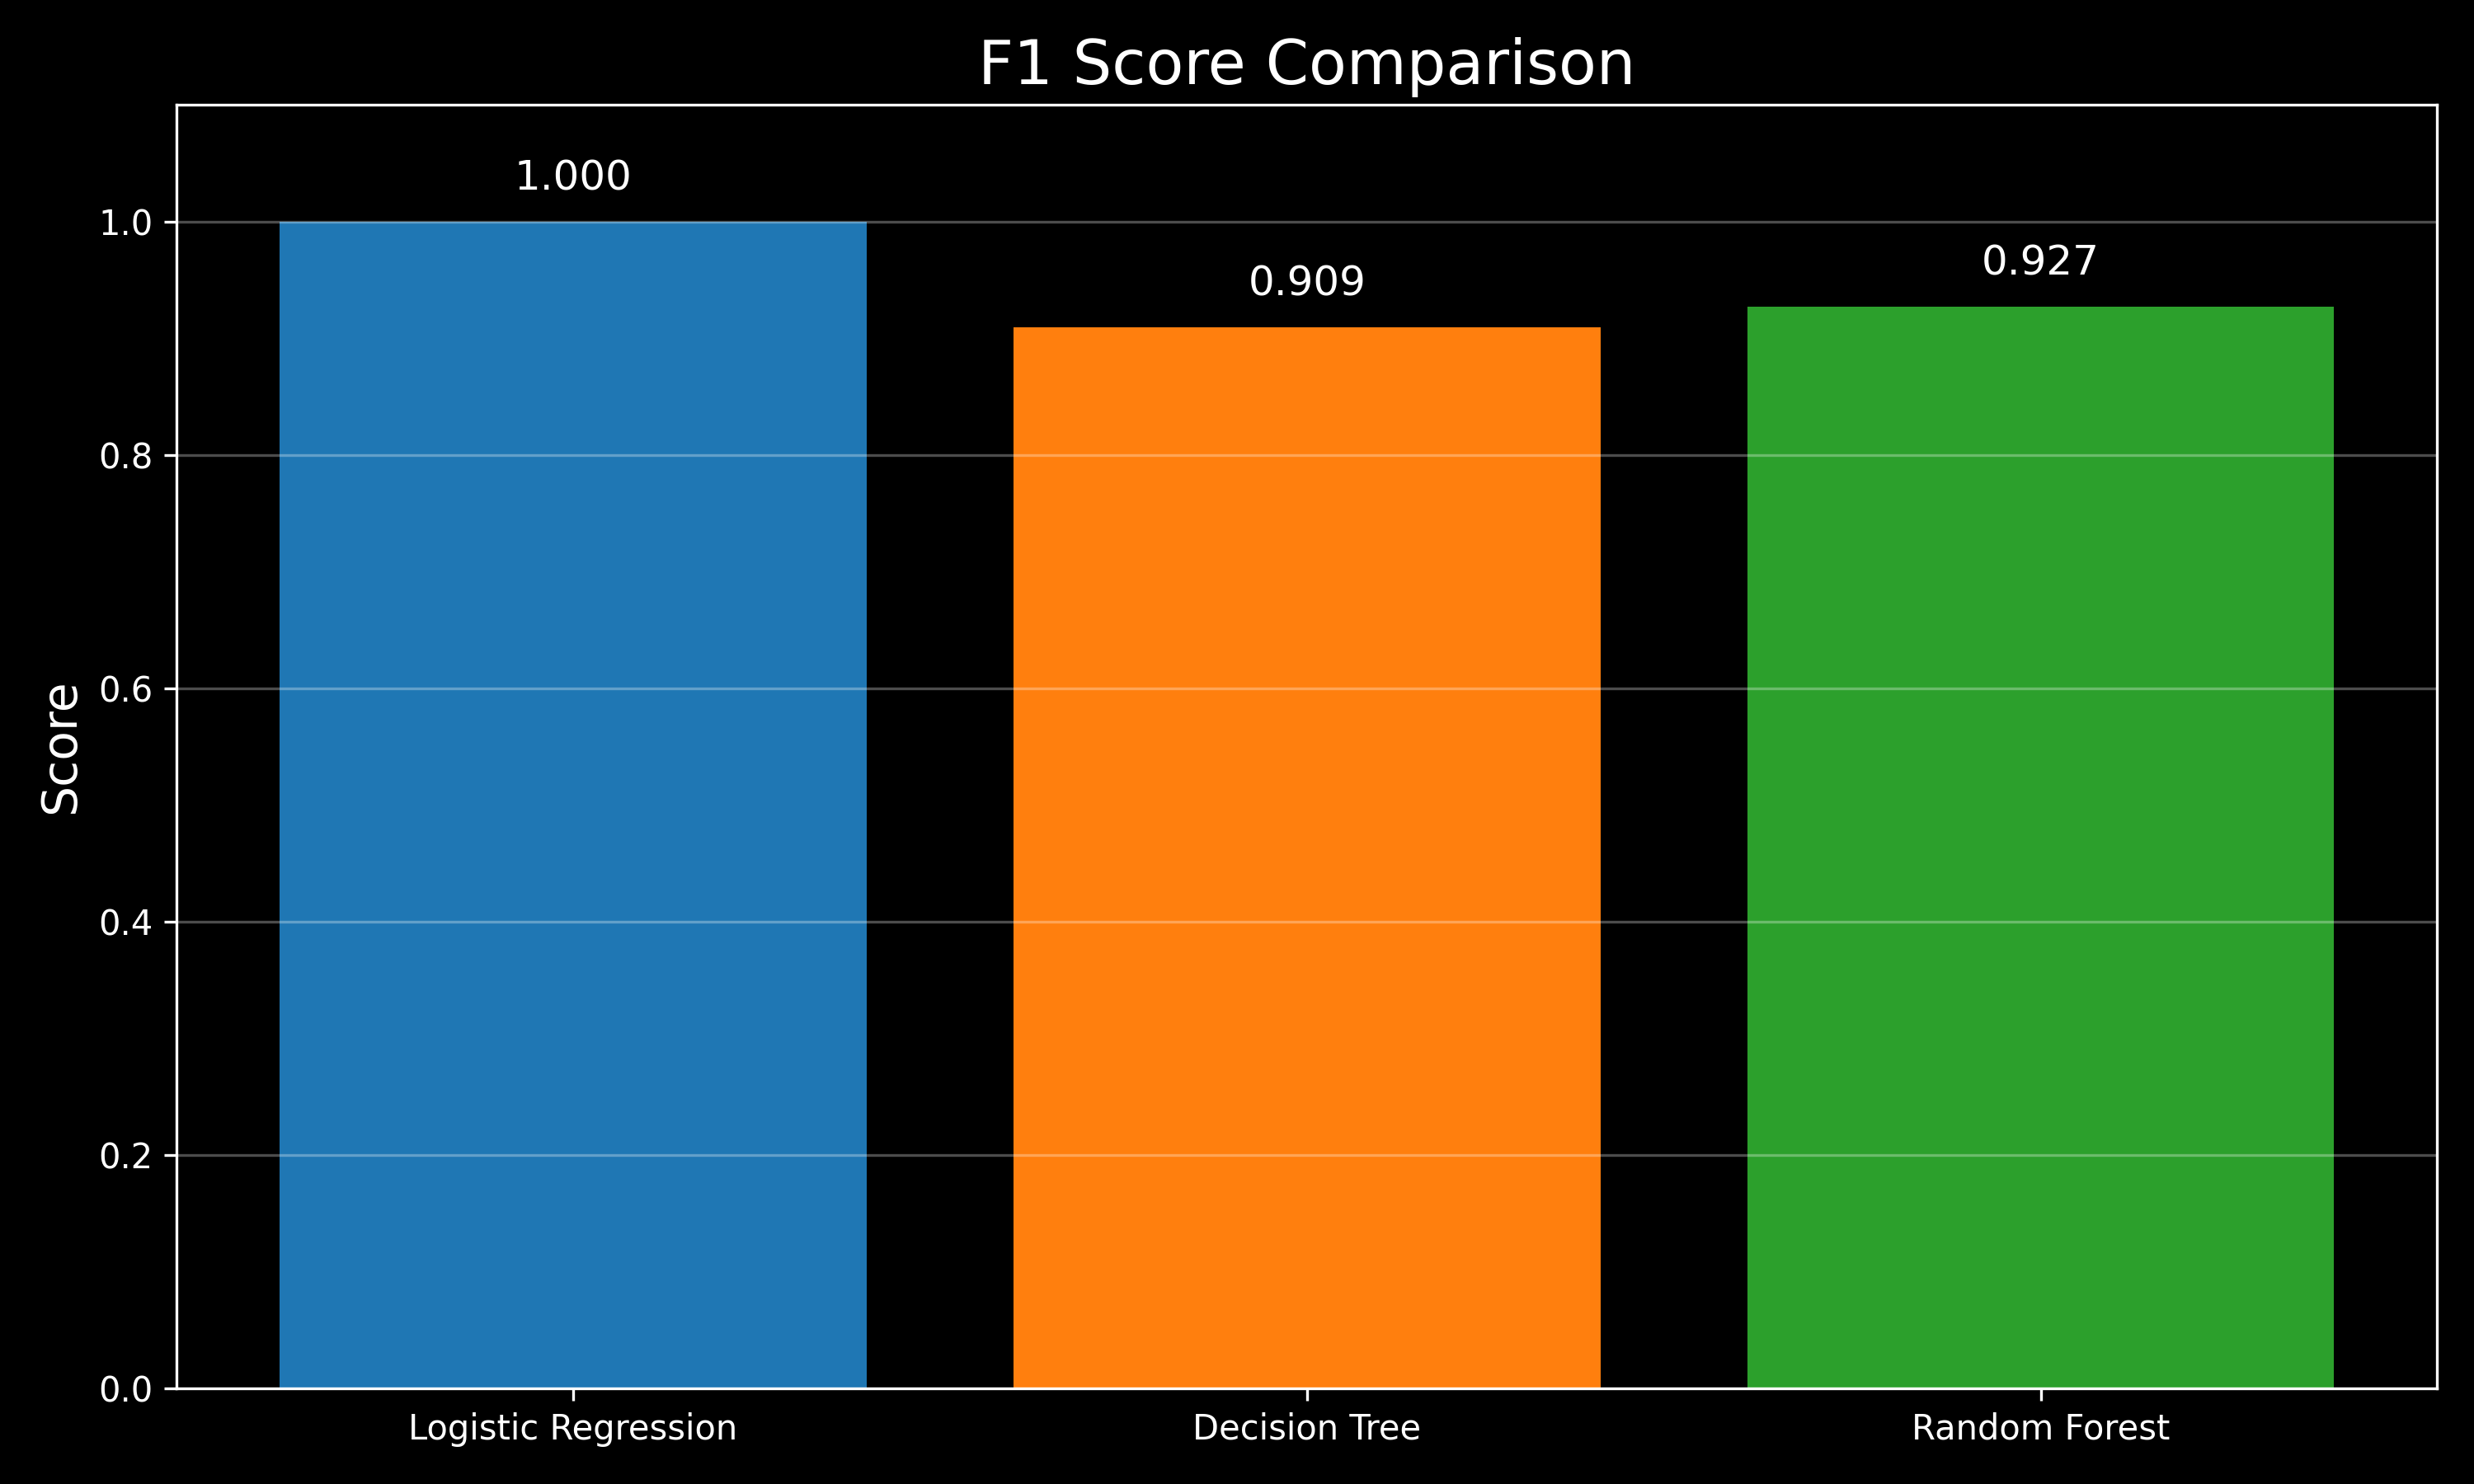 F1 Score Comparison
1.000
0.909
0.927
1.0
0.8
0.6
0.4
0.2
0.0
Score
Logistic Regression
Decision Tree
Random Forest